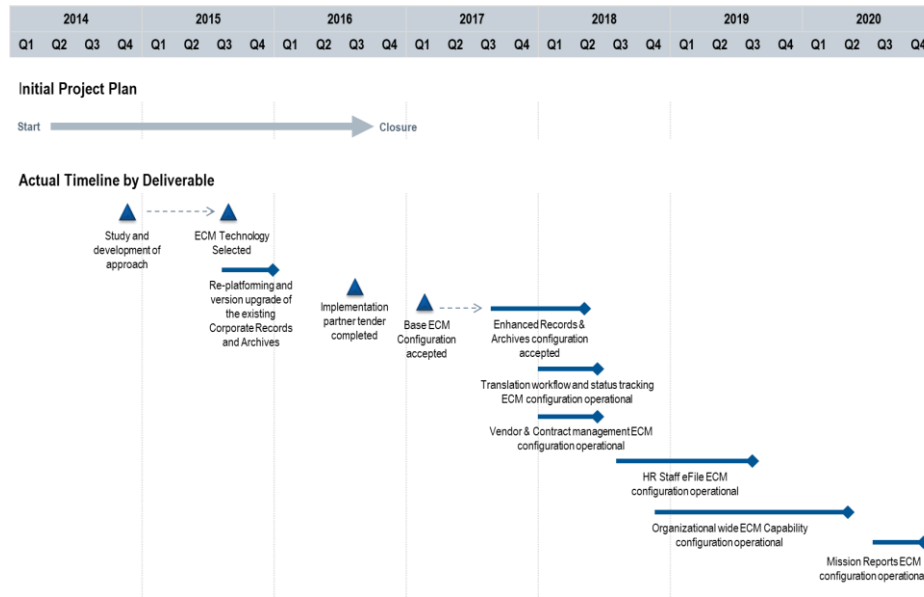 2014 2015 2016 2017 2018 2019 2020
Q1 Q2 Q3 Q4 Q1 Q2 Q3 Q4 Q1 Q2 Q3 Q4 Q1 Q2 Q3 Q4 Q1 Q2 Q3 Q4 Q1 Q2 Q3 Q4 Q1 Q2 Q3 Q4
Initial Project Plan
Start
Closure
Actual Timeline by Deliverable
Study and
development of
approach
ECM Technology
Selected
Re-platforming and
version upgrade of
the existing
Corporate Records
and Archives
Implementation
partner tender
completed
Base ECM
Configuration
accepted
Enhanced Records &
Archives configuration
accepted
Translation workflow and status tracking
ECM configuration operational
Vendor & Contract management ECM
configuration operational
HR Staff eFile ECM
configuration operational
Organizational wide ECM Capability
configuration operational
Mission Reports ECM
configuration operational